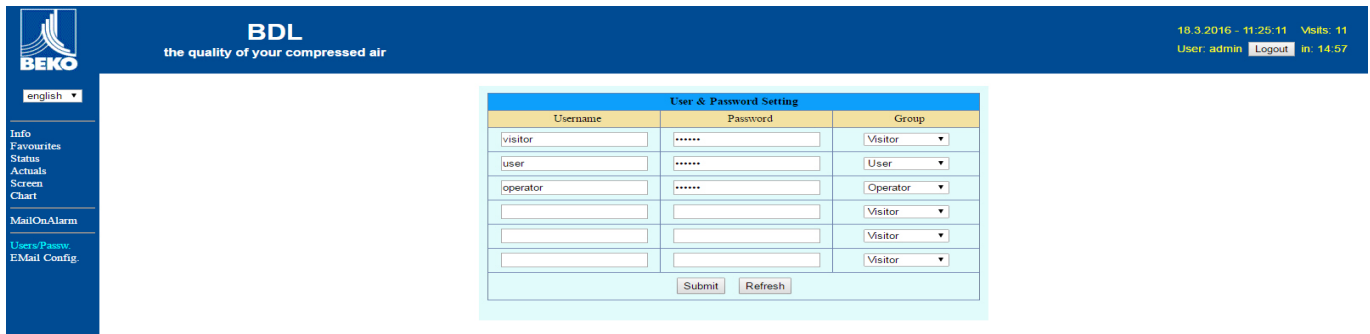 BEKO
BDL
the quality of your compressed air
18.3.2016 - 11:25:11 Visits: 11
User: admin Logout in: 14:57
english
Info
Favourites
Status
Actuals
Screen
Chart
MailOnAlarm
Users/Passw.
EMail Config.
User & Password Setting
Username Password Group
visitor •••••• Visitor
user •••••• User
operator •••••• Operator
Visitor
Visitor
Visitor
Submit Refresh